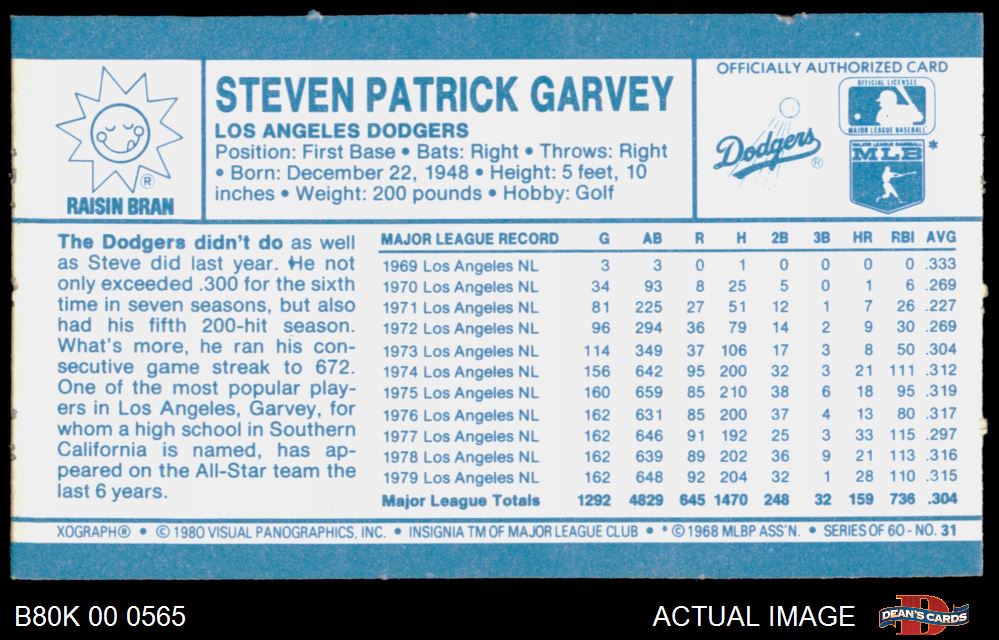 STEVEN PATRICK GARVEY
LOS ANGELES DODGERS
Position: First Base • Bats: Right • Throws: Right
• Born: December 22, 1948 • Height: 5 feet, 10
inches • Weight: 200 pounds • Hobby: Golf
®
RAISIN BRAN
OFFICIALLY AUTHORIZED CARD
Dodgers ®
OFFICIAL LICENSEE
MAJOR LEAGUE BASEBALL
MAJOR LEAGUE BASEBALL
MLB *
The Dodgers didn't do as well
as Steve did last year. He not
only exceeded .300 for the sixth
time in seven seasons, but also
had his fifth 200-hit season.
What's more, he ran his con-
secutive game streak to 672.
One of the most popular play-
ers in Los Angeles, Garvey, for
whom a high school in Southern
California is named, has ap-
peared on the All-Star team the
last 6 years.
MAJOR LEAGUE RECORD G AB R H 2B 3B HR RBI AVG
1969 Los Angeles NL 3 3 0 1 0 0 0 0 .333
1970 Los Angeles NL 34 93 8 25 5 0 1 6 .269
1971 Los Angeles NL 81 225 27 51 12 1 7 26 .227
1972 Los Angeles NL 96 294 36 79 14 2 9 30 .269
1973 Los Angeles NL 114 349 37 106 17 3 8 50 .304
1974 Los Angeles NL 156 642 95 200 32 3 21 111 .312
1975 Los Angeles NL 160 659 85 210 38 6 18 95 .319
1976 Los Angeles NL 162 631 85 200 37 4 13 80 .317
1977 Los Angeles NL 162 646 91 192 25 3 33 115 .297
1978 Los Angeles NL 162 639 89 202 36 9 21 113 .316
1979 Los Angeles NL 162 648 92 204 32 1 28 110 .315
Major League Totals 1292 4829 645 1470 248 32 159 736 .304
XOGRAPH® • © 1980 VISUAL PANOGRAPHICS, INC. • INSIGNIA TM OF MAJOR LEAGUE CLUB • * © 1968 MLBP ASS'N. • SERIES OF 60 - NO. 31
B80K 00 0565
ACTUAL IMAGE
DEAN'S CARDS